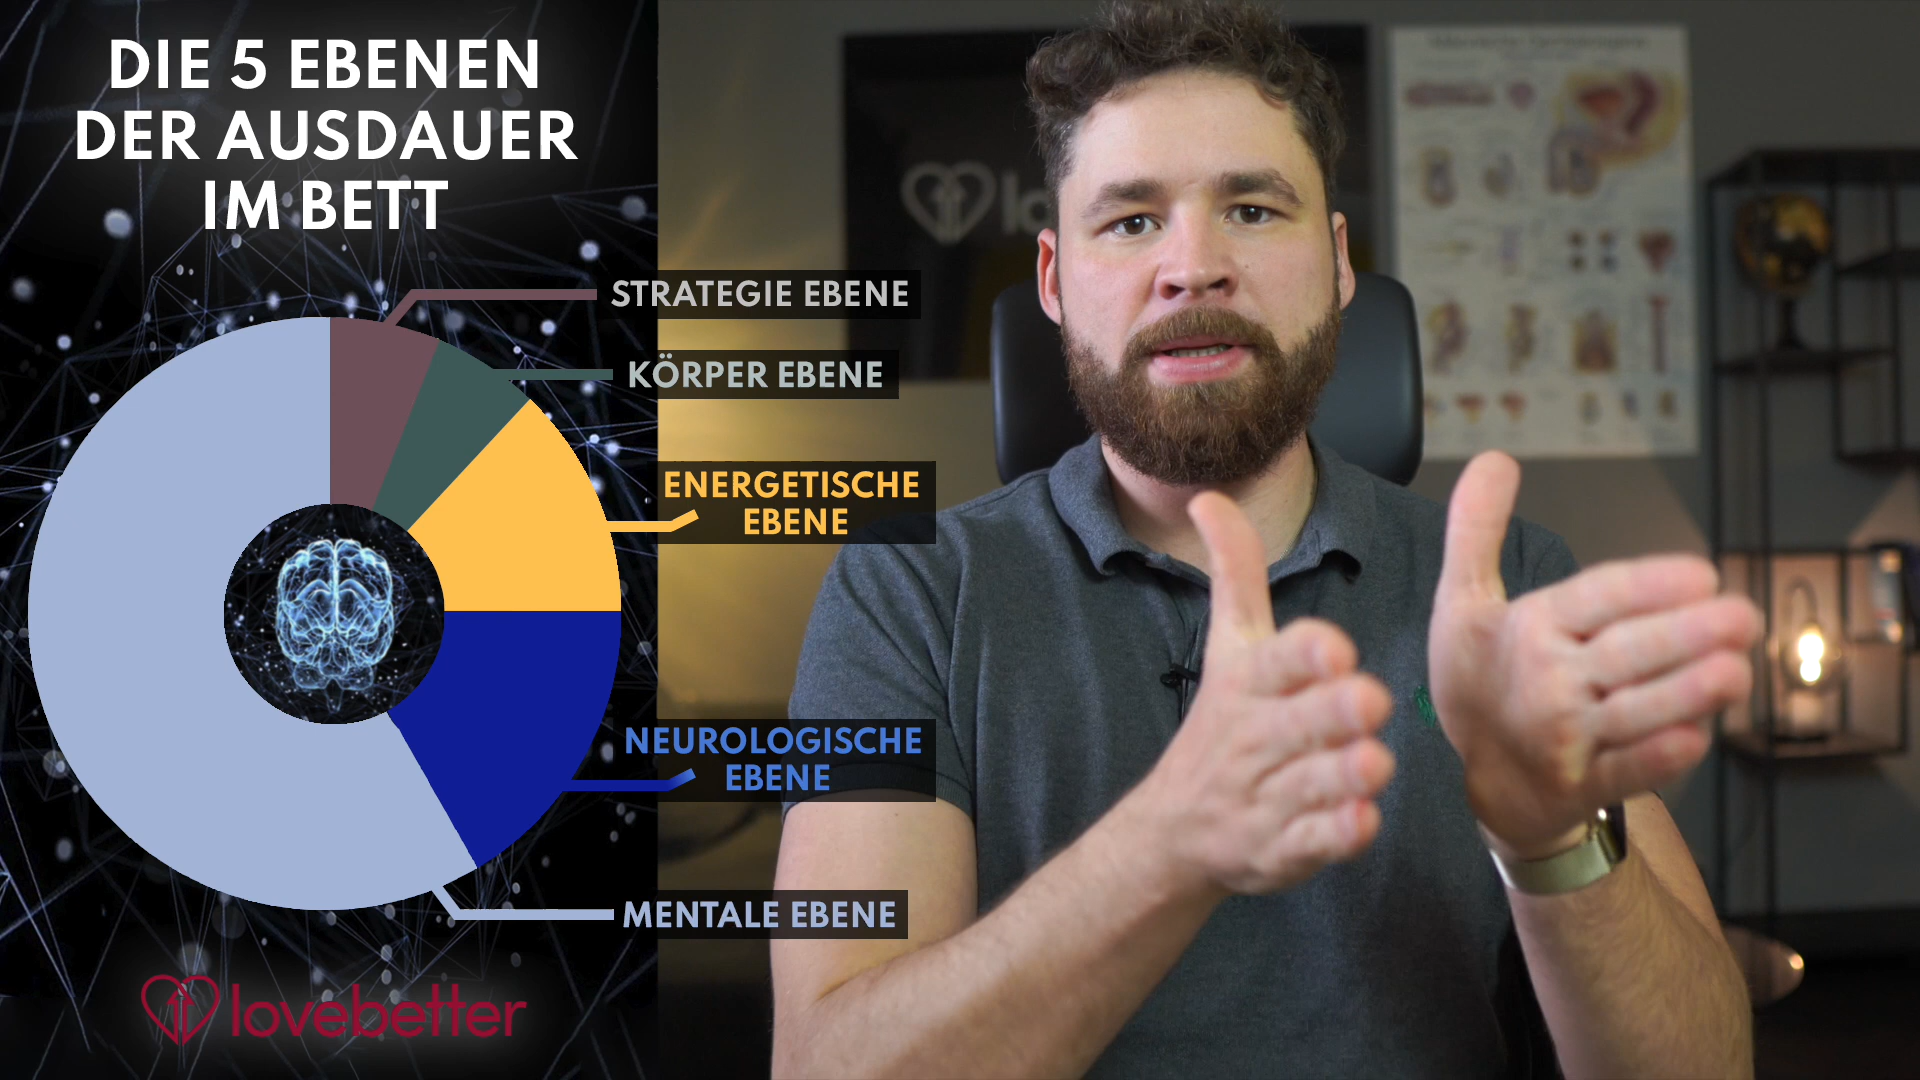 DIE 5 EBENEN
DER AUSDAUER
IM BETT
STRATEGIE EBENE
KÖRPER EBENE
ENERGETISCHE
EBENE
NEUROLOGISCHE
EBENE
MENTALE EBENE
lovebetter